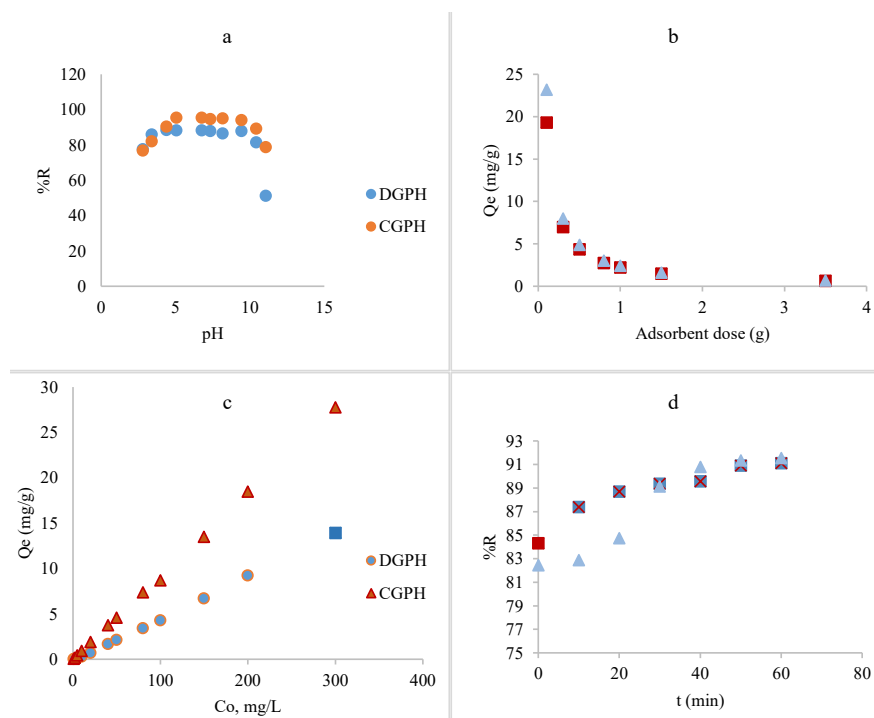 a
120
100
80
60
40
20
0
%R
0 5 10 15
pH
DGPH
CGPH
b
25
20
15
10
5
0
Qe (mg/g)
0 1 2 3 4
Adsorbent dose (g)
c
30
25
20
15
10
5
0
Qe (mg/g)
0 100 200 300 400
Co, mg/L
DGPH
CGPH
d
93
91
89
87
85
83
81
79
77
75
%R
0 20 40 60 80
t (min)